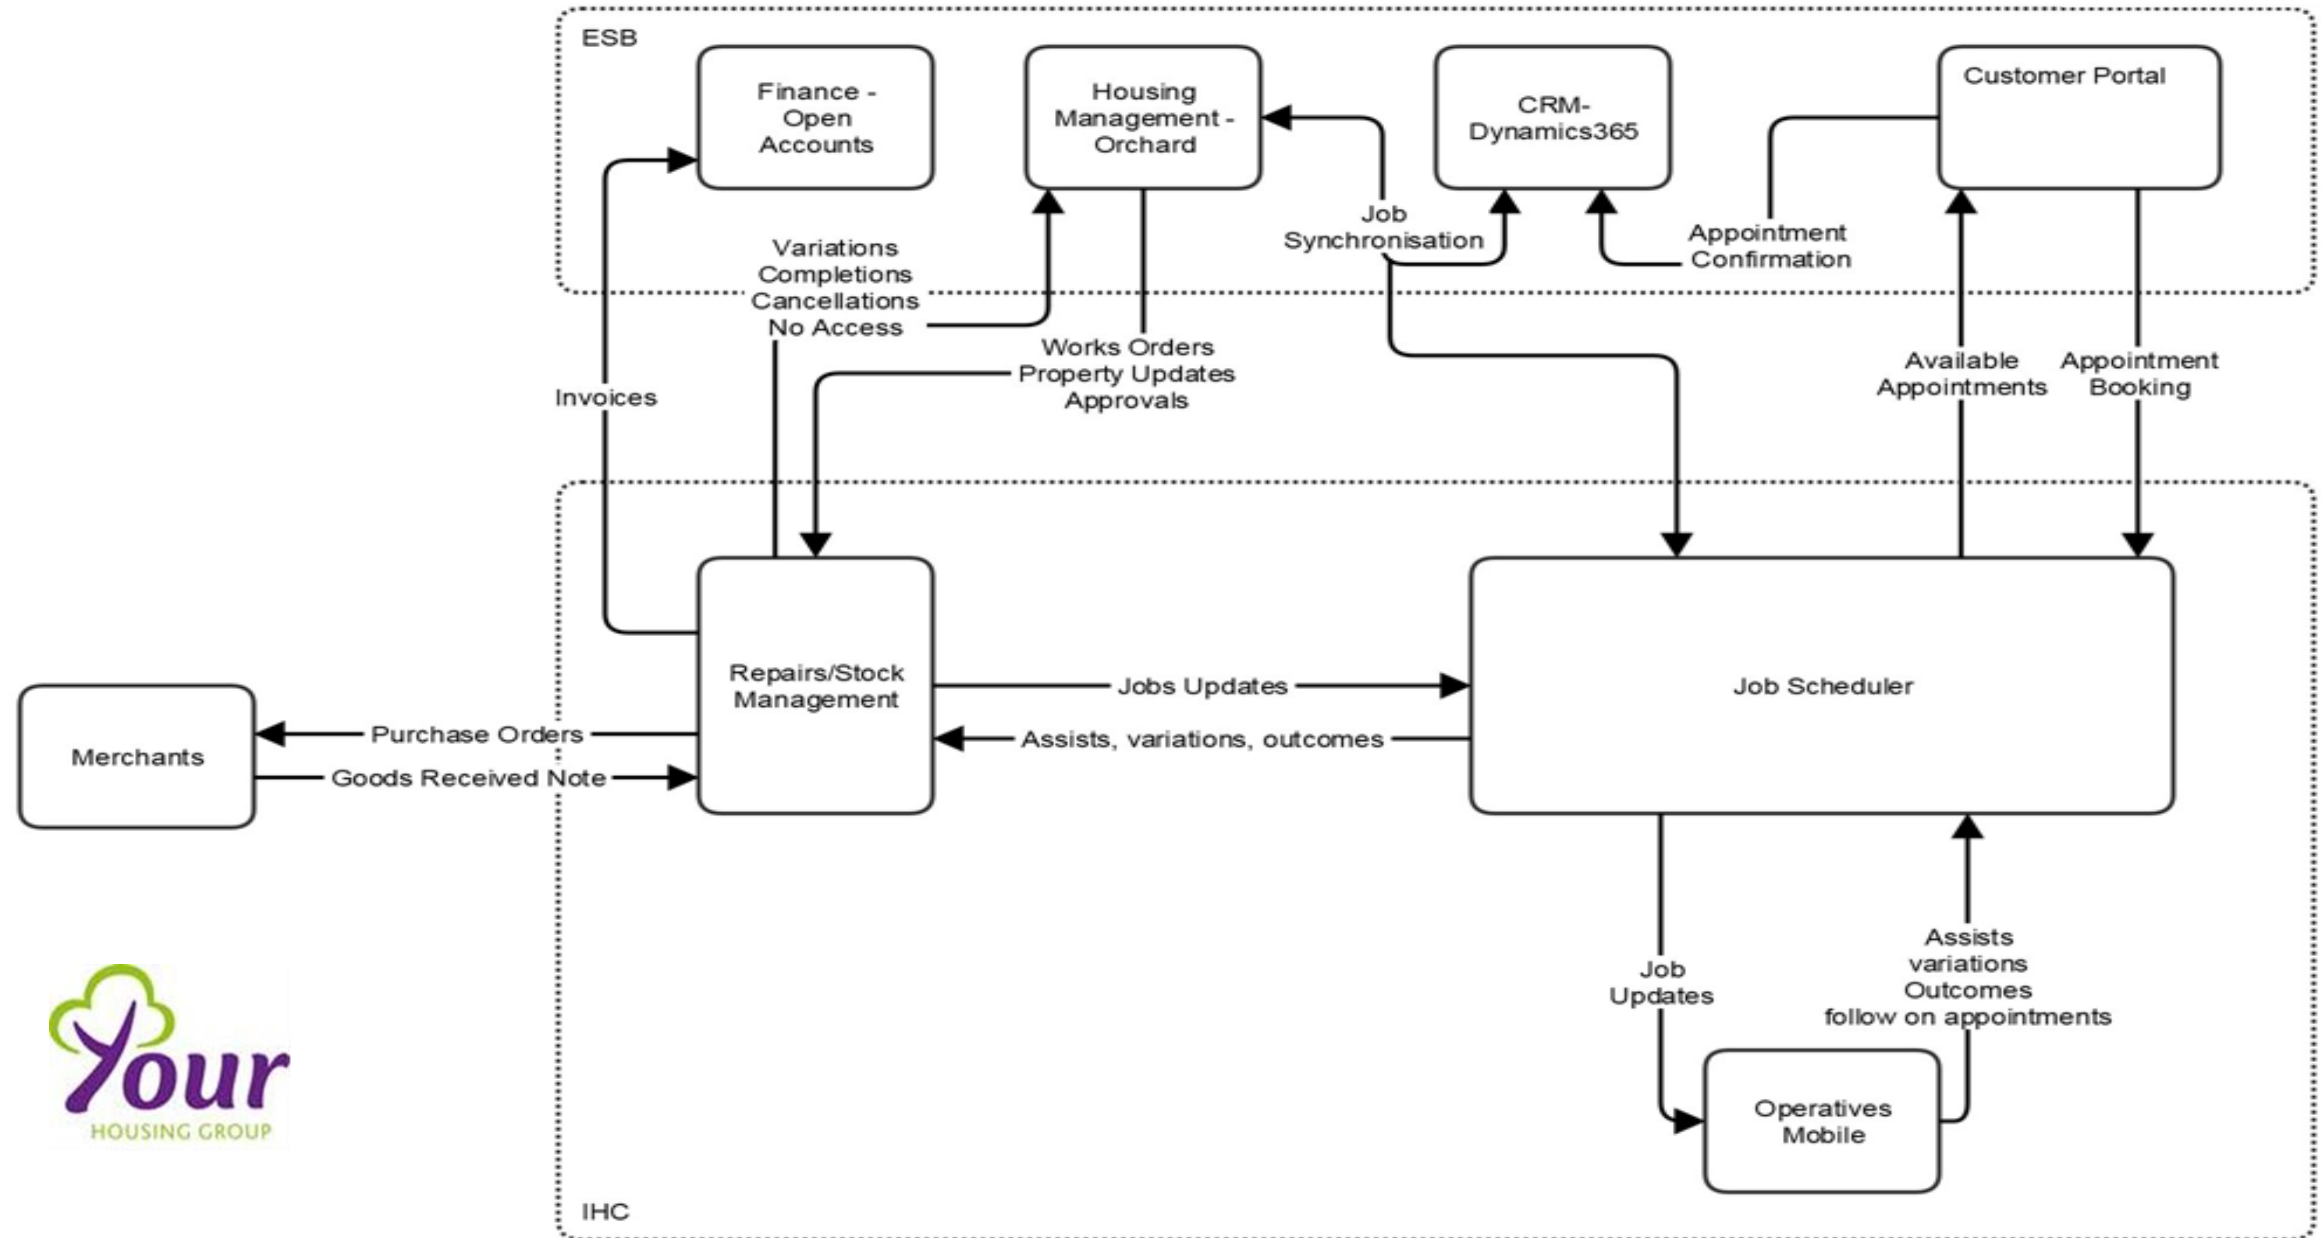 ESB
Finance -
Open
Accounts
Housing
Management -
Orchard
CRM-
Dynamics365
Customer Portal
Job
Synchronisation
Appointment
Confirmation
Variations
Completions
Cancellations
No Access
Works Orders
Property Updates
Approvals
Invoices
Available
Appointments
Appointment
Booking
Repairs/Stock
Management
Jobs Updates
Assists, variations, outcomes
Job Scheduler
Merchants
Purchase Orders
Goods Received Note
Job
Updates
Assists
variations
Outcomes
follow on appointments
Operatives
Mobile
Your
HOUSING GROUP
IHC